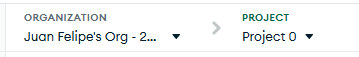 ORGANIZATION
Juan Felipe's Org - 2...
PROJECT
Project 0